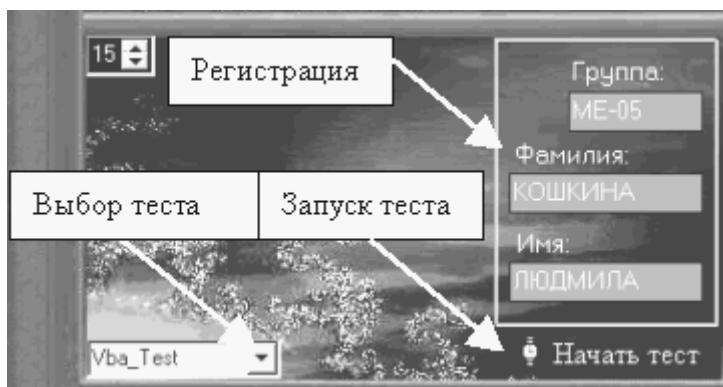 15
Регистрация
Группа:
МЕ-05
Фамилия:
КОШКИНА
Выбор теста
Запуск теста
Имя:
ЛЮДМИЛА
Vba_Test
Начать тест